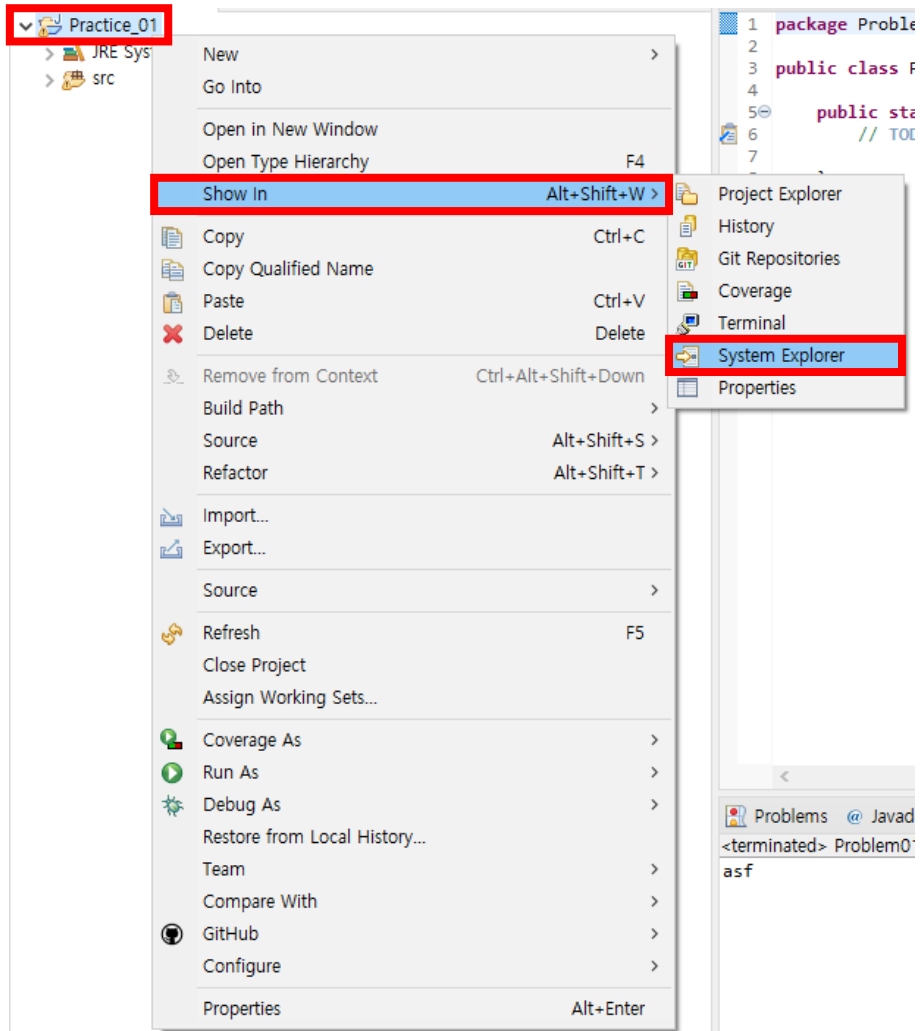 Practice_01
JRE Sys
src
New
Go Into
Open in New Window
Open Type Hierarchy F4
Show In Alt+Shift+W >
Copy Ctrl+C
Copy Qualified Name
Paste Ctrl+V
Delete Delete
Remove from Context Ctrl+Alt+Shift+Down
Build Path
Source Alt+Shift+S >
Refactor Alt+Shift+T >
Import...
Export...
Source
Refresh F5
Close Project
Assign Working Sets...
Coverage As
Run As
Debug As
Restore from Local History...
Team
Compare With
GitHub
Configure
Properties Alt+Enter
Project Explorer
History
GIT Git Repositories
Coverage
Terminal
System Explorer
Properties
1 package Proble
2
3 public class P
4
5 public sta
6 // TOD
7
Problems @ Javad
<terminated> Problem01
asf